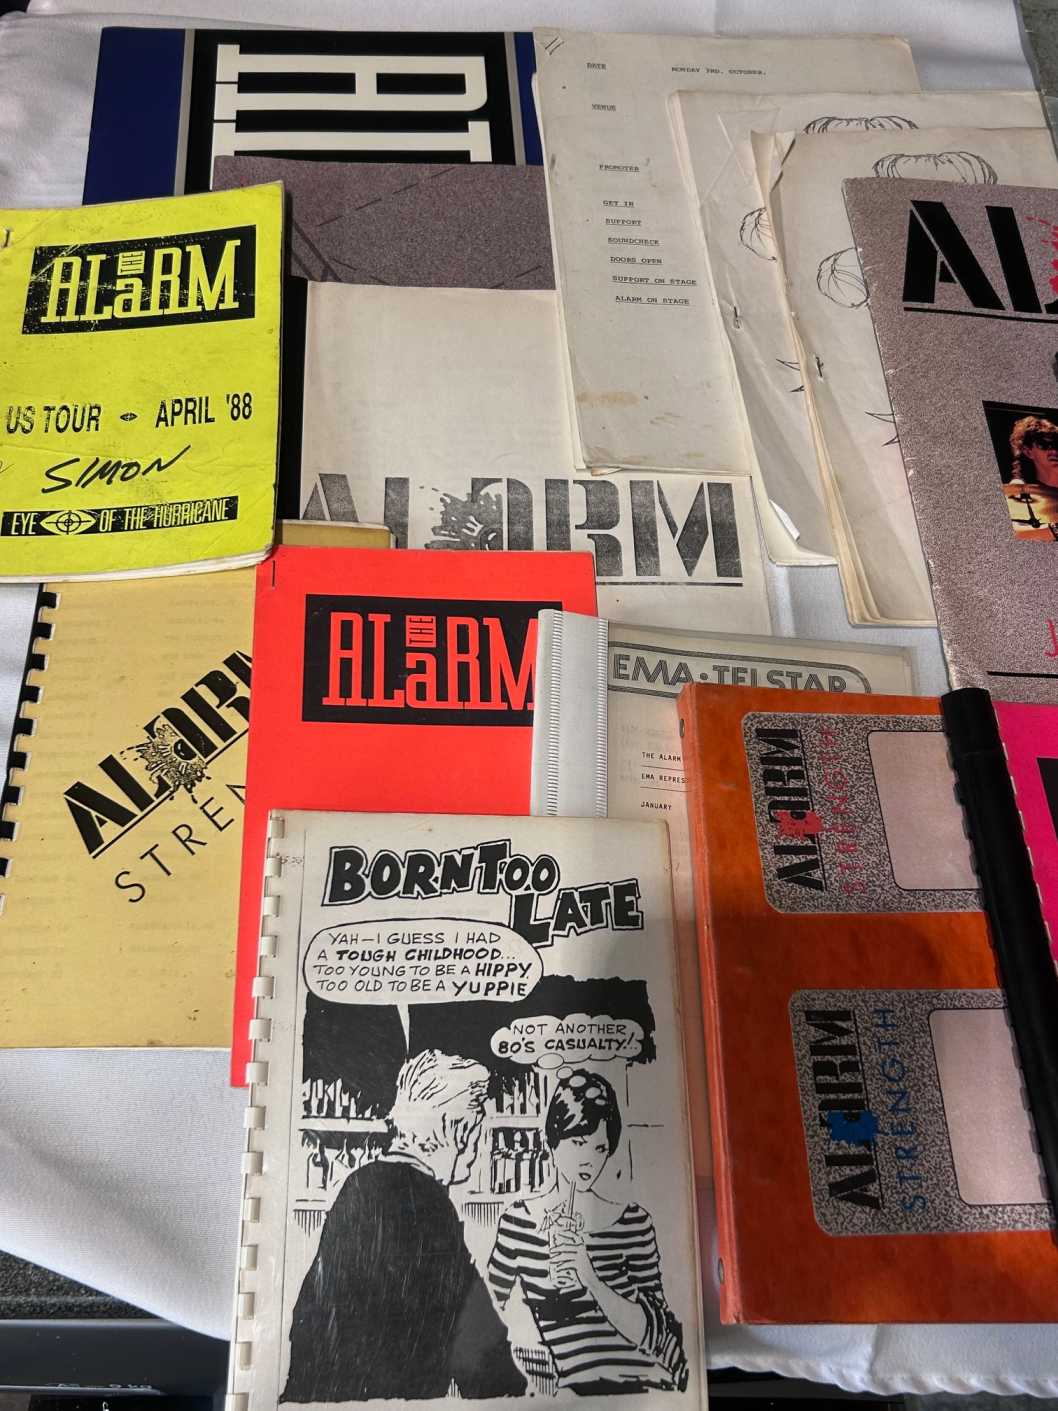 DATE MONDAY 3RD. OCTOBER.
VENUE
PROMOTER
GET IN
SUPPORT
SOUNDCHECK
DOORS OPEN
SUPPORT ON STAGE
ALARM ON STAGE
THE ALARM
US TOUR APRIL '88
SIMON
EYE OF THE HURRICANE
AL
ALARM
ALARM
STREN
THE ALARM
EMA·TELSTAR
THE ALARM
EMA REPRES
JANUARY
ALARM
STRENGTH
ALARM
STRENGTH
BORN TOO
LATE
YAH—I GUESS I HAD
A TOUGH CHILDHOOD...
TOO YOUNG TO BE A HIPPY,
TOO OLD TO BE A YUPPIE
NOT ANOTHER
80'S CASUALTY!..